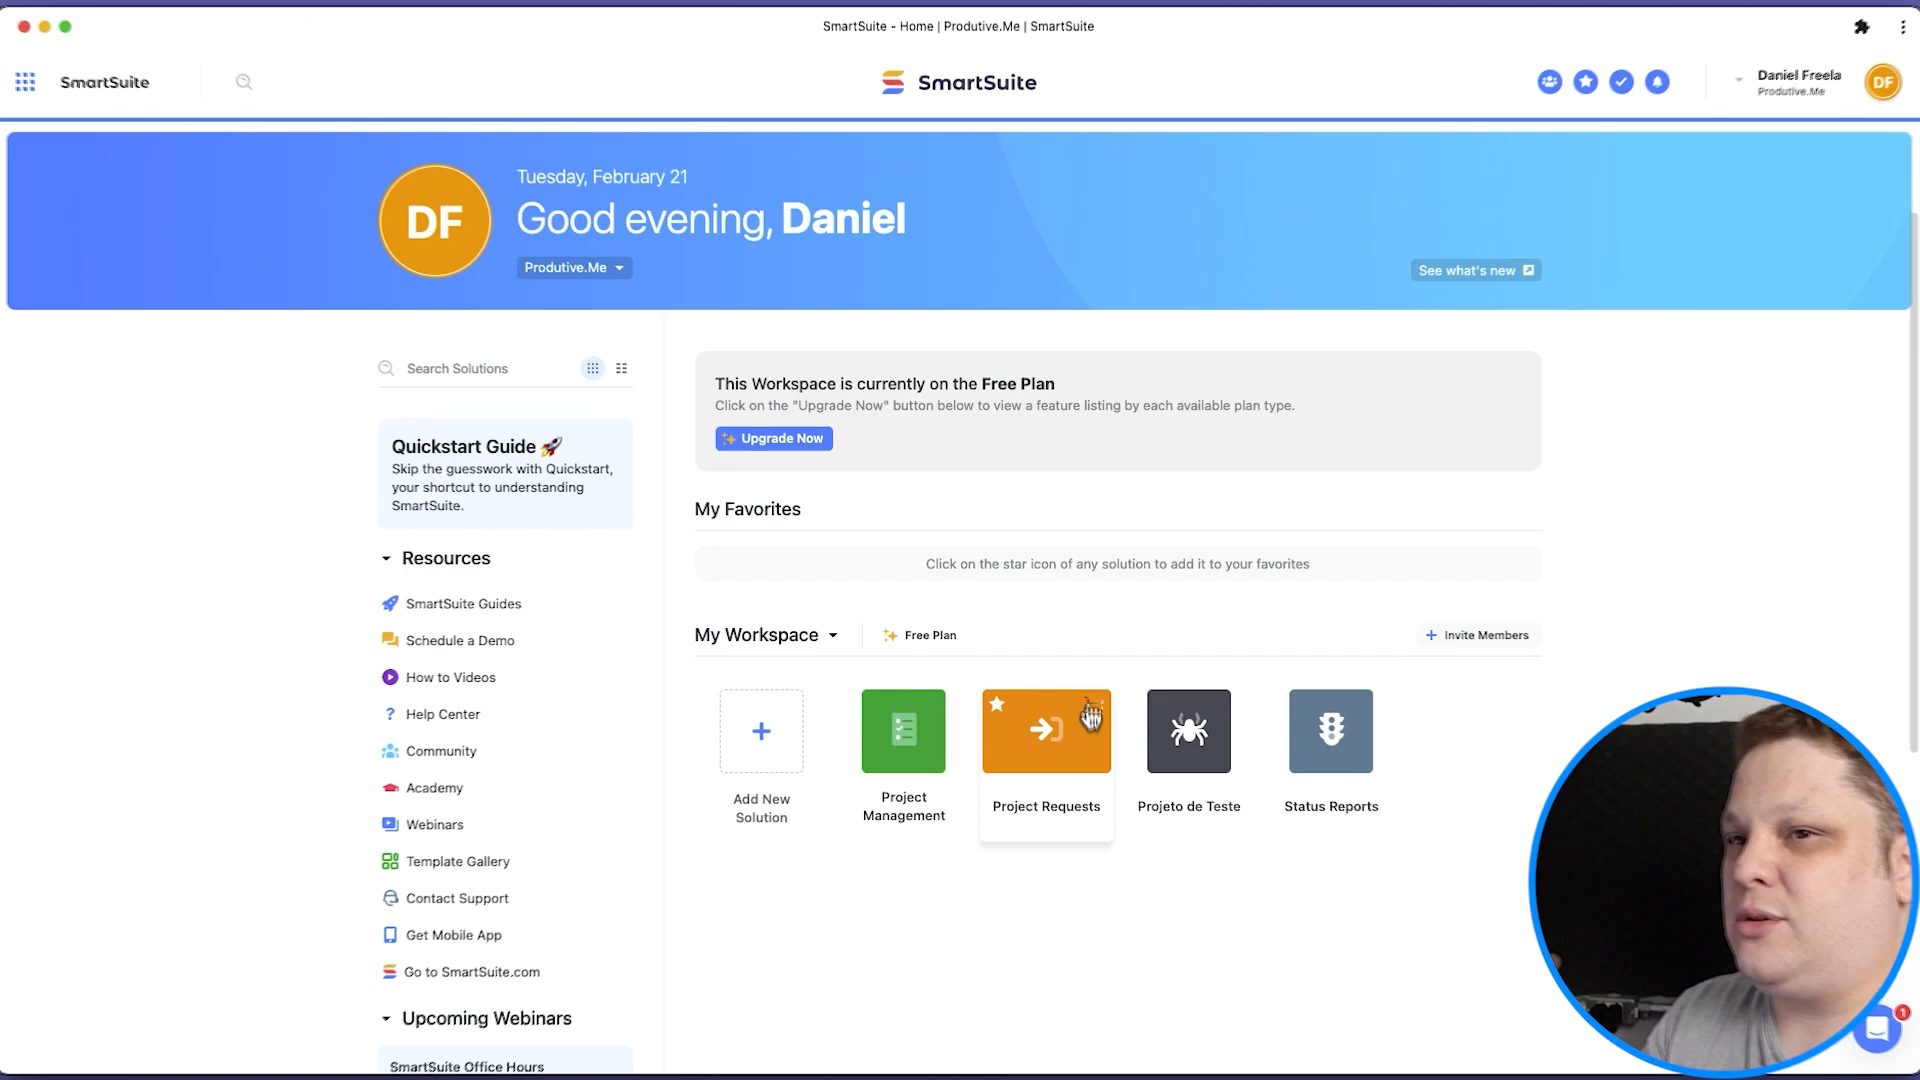 SmartSuite - Home | Produtive.Me | SmartSuite
SmartSuite
SmartSuite
Daniel Freela
Produtive.Me
DF
DF
Tuesday, February 21
Good evening, Daniel
Produtive.Me
See what's new
Search Solutions
Quickstart Guide 🚀
Skip the guesswork with Quickstart,
your shortcut to understanding
SmartSuite.
Resources
SmartSuite Guides
Schedule a Demo
How to Videos
? Help Center
Community
Academy
Webinars
Template Gallery
Contact Support
Get Mobile App
Go to SmartSuite.com
Upcoming Webinars
SmartSuite Office Hours
This Workspace is currently on the Free Plan
Click on the "Upgrade Now" button below to view a feature listing by each available plan type.
Upgrade Now
My Favorites
Click on the star icon of any solution to add it to your favorites
My Workspace
Free Plan
+ Invite Members
+
Add New
Solution
Project
Management
Project Requests
Projeto de Teste
Status Reports
1